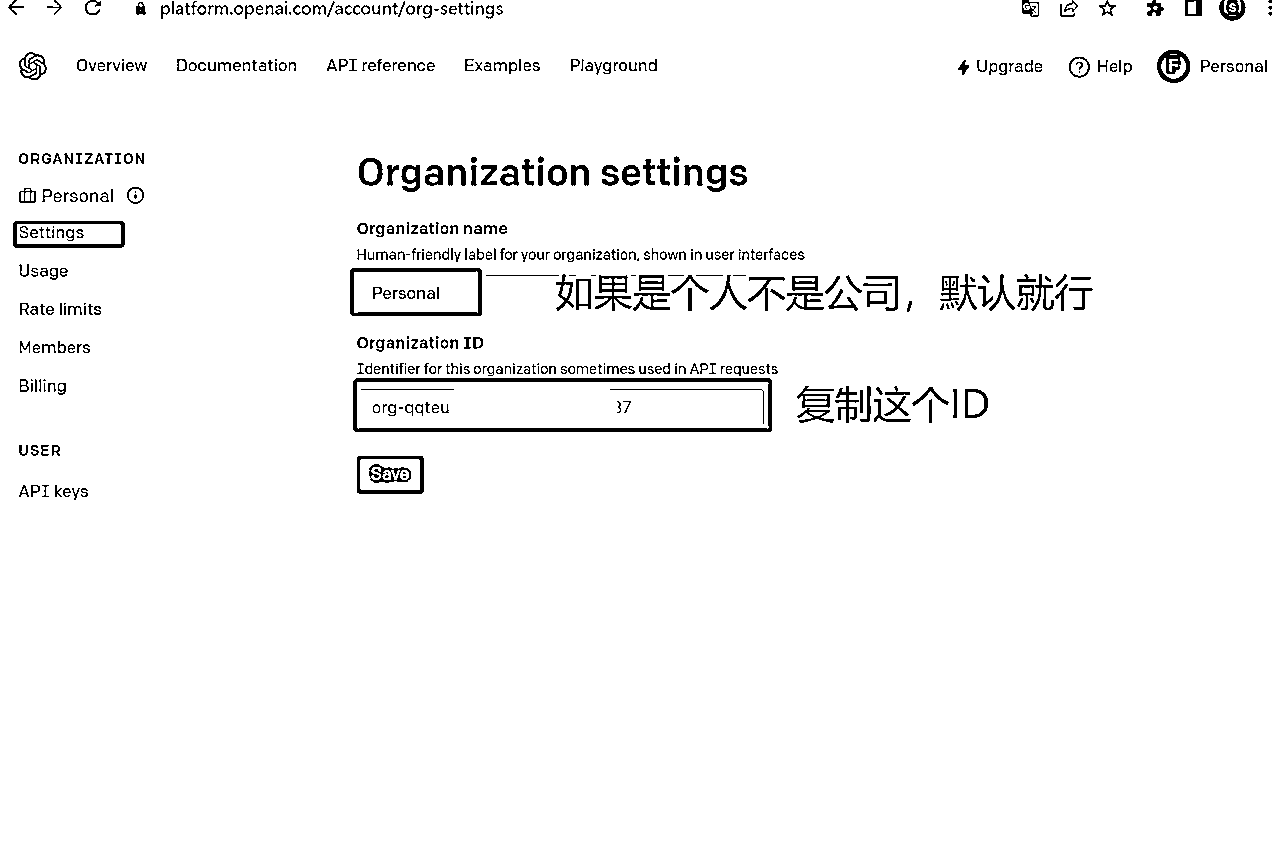 platform.openai.com/account/org-settings
Overview Documentation API reference Examples Playground Upgrade Help Personal
ORGANIZATION
Personal
Settings
Usage
Rate limits
Members
Billing
USER
API keys
Organization settings
Organization name
Human-friendly label for your organization, shown in user interfaces
Personal 如果是个人不是公司，默认就行
Organization ID
Identifier for this organization sometimes used in API requests
org-qqteu 37 复制这个ID
Save